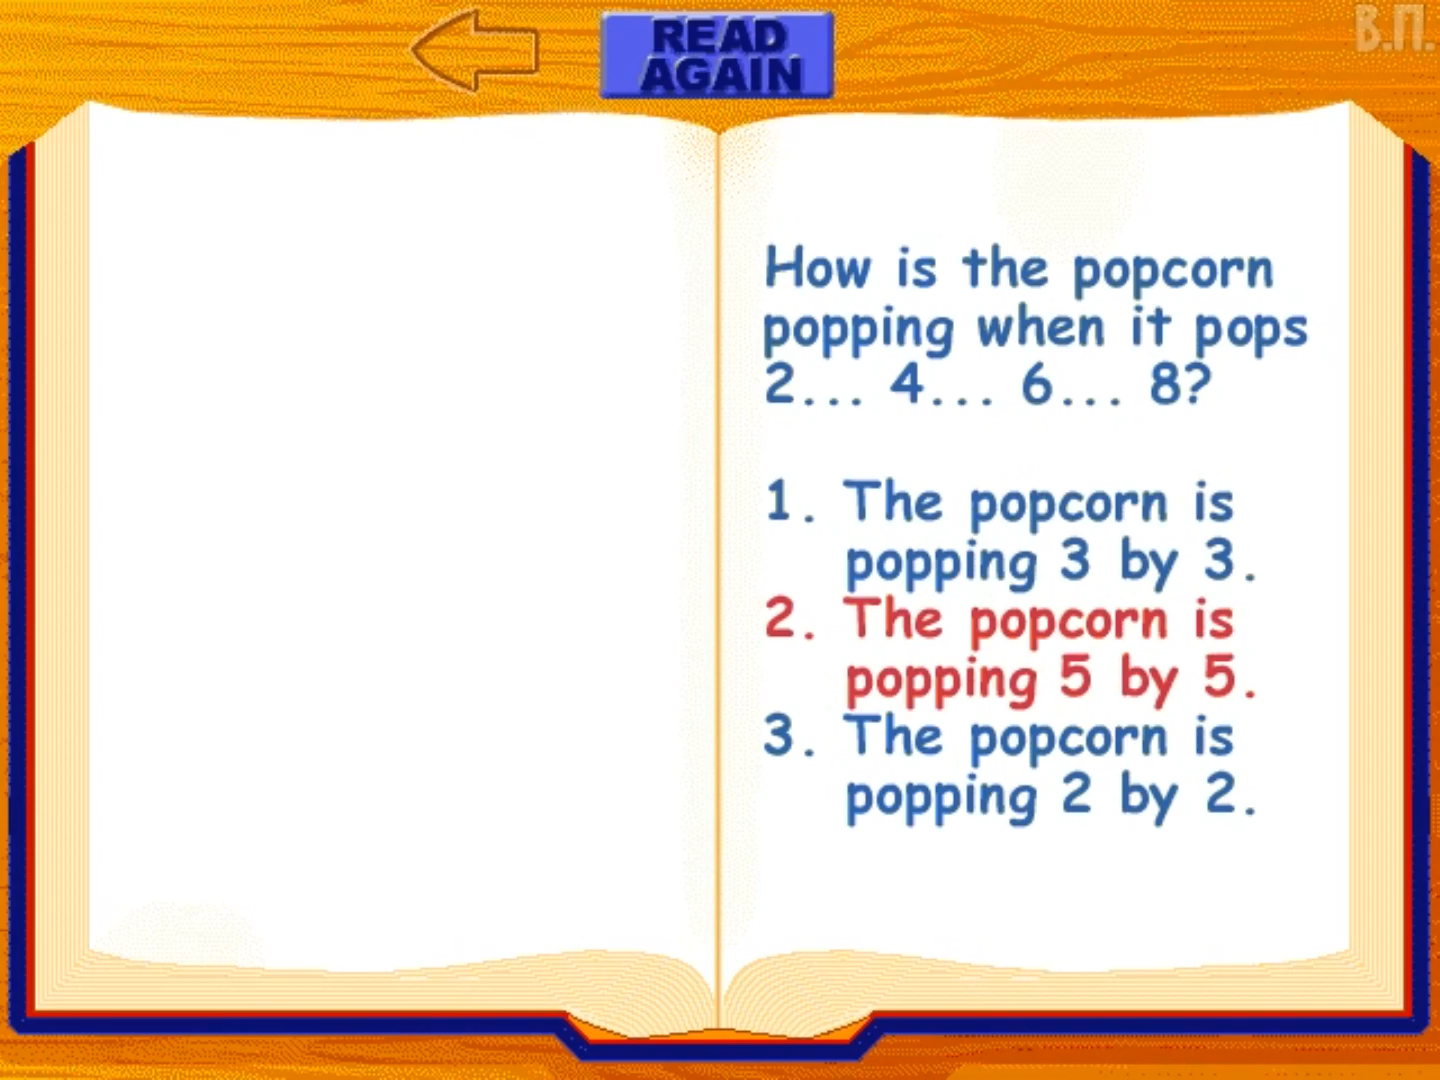 READ
AGAIN
В.П.
How is the popcorn
popping when it pops
2... 4... 6... 8?
1. The popcorn is
popping 3 by 3.
2. The popcorn is
popping 5 by 5.
3. The popcorn is
popping 2 by 2.